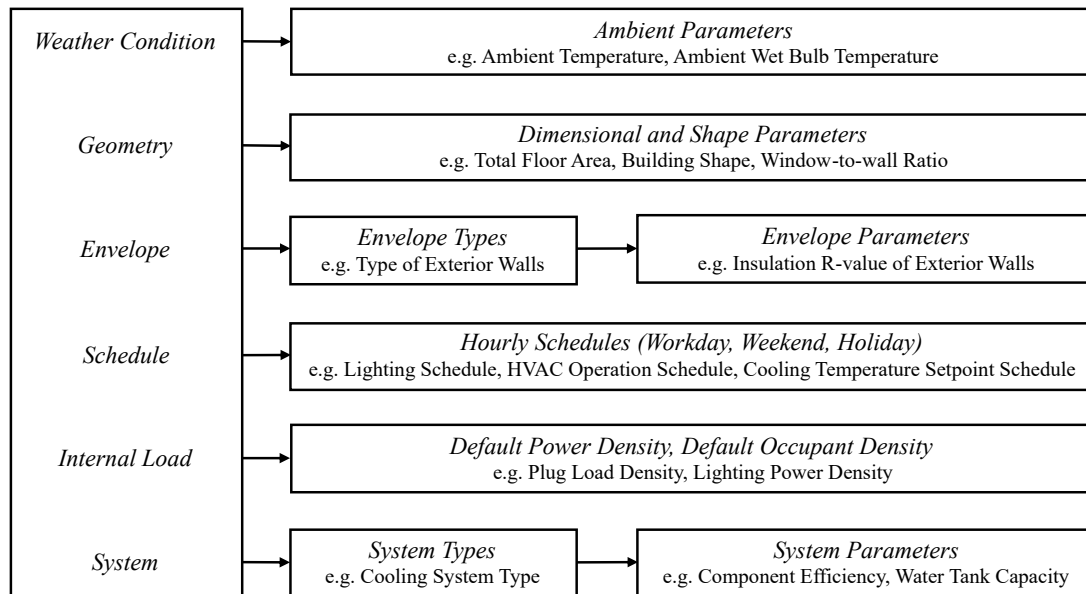 Weather Condition
Ambient Parameters
e.g. Ambient Temperature, Ambient Wet Bulb Temperature
Geometry
Dimensional and Shape Parameters
e.g. Total Floor Area, Building Shape, Window-to-wall Ratio
Envelope
Envelope Types
e.g. Type of Exterior Walls
Envelope Parameters
e.g. Insulation R-value of Exterior Walls
Schedule
Hourly Schedules (Workday, Weekend, Holiday)
e.g. Lighting Schedule, HVAC Operation Schedule, Cooling Temperature Setpoint Schedule
Internal Load
Default Power Density, Default Occupant Density
e.g. Plug Load Density, Lighting Power Density
System
System Types
e.g. Cooling System Type
System Parameters
e.g. Component Efficiency, Water Tank Capacity